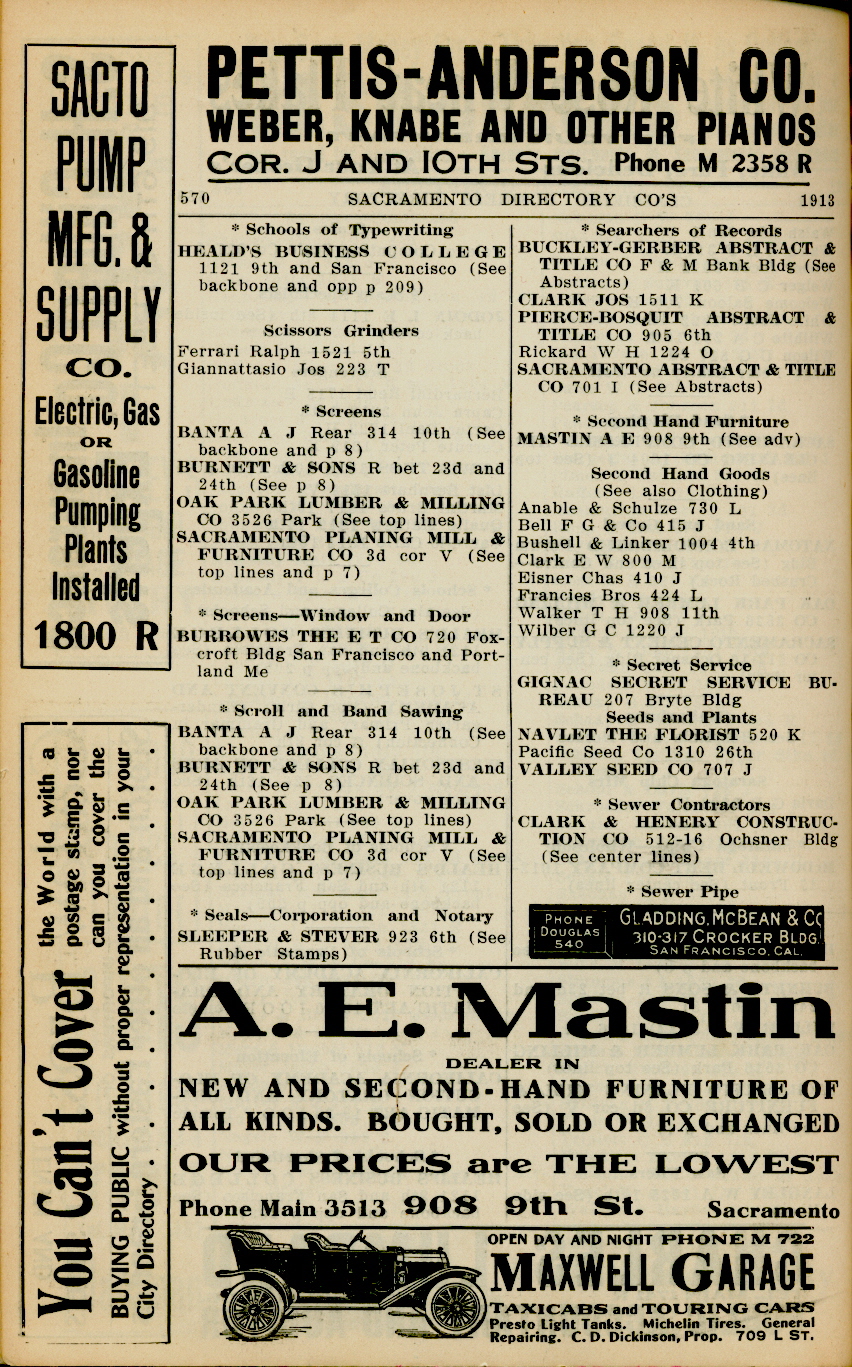 PETTIS-ANDERSON CO.
WEBER, KNABE AND OTHER PIANOS
COR. J AND 10TH STS. Phone M 2358 R
SACTO
PUMP
MFG. &
SUPPLY
CO.
Electric, Gas
OR
Gasoline
Pumping
Plants
Installed
1800 R
You Can't Cover the World with a
postage stamp, nor
can you cover the
BUYING PUBLIC without proper representation in your
City Directory . . . . . . . . . . .
570 SACRAMENTO DIRECTORY CO'S 1913
* Schools of Typewriting
HEALD'S BUSINESS COLLEGE
1121 9th and San Francisco (See
backbone and opp p 209)
Scissors Grinders
Ferrari Ralph 1521 5th
Giannattasio Jos 223 T
* Screens
BANTA A J Rear 314 10th (See
backbone and p 8)
BURNETT & SONS R bet 23d and
24th (See p 8)
OAK PARK LUMBER & MILLING
CO 3526 Park (See top lines)
SACRAMENTO PLANING MILL &
FURNITURE CO 3d cor V (See
top lines and p 7)
* Screens—Window and Door
BURROWES THE E T CO 720 Fox-
croft Bldg San Francisco and Port-
land Me
* Scroll and Band Sawing
BANTA A J Rear 314 10th (See
backbone and p 8)
BURNETT & SONS R bet 23d and
24th (See p 8)
OAK PARK LUMBER & MILLING
CO 3526 Park (See top lines)
SACRAMENTO PLANING MILL &
FURNITURE CO 3d cor V (See
top lines and p 7)
* Seals—Corporation and Notary
SLEEPER & STEVER 923 6th (See
Rubber Stamps)
* Searchers of Records
BUCKLEY-GERBER ABSTRACT &
TITLE CO F & M Bank Bldg (See
Abstracts)
CLARK JOS 1511 K
PIERCE-BOSQUIT ABSTRACT &
TITLE CO 905 6th
Rickard W H 1224 O
SACRAMENTO ABSTRACT & TITLE
CO 701 I (See Abstracts)
* Second Hand Furniture
MASTIN A E 908 9th (See adv)
Second Hand Goods
(See also Clothing)
Anable & Schulze 730 L
Bell F G & Co 415 J
Bushell & Linker 1004 4th
Clark E W 800 M
Eisner Chas 410 J
Francies Bros 424 L
Walker T H 908 11th
Wilber G C 1220 J
* Secret Service
GIGNAC SECRET SERVICE BU-
REAU 207 Bryte Bldg
Seeds and Plants
NAVLET THE FLORIST 520 K
Pacific Seed Co 1310 26th
VALLEY SEED CO 707 J
* Sewer Contractors
CLARK & HENERY CONSTRUC-
TION CO 512-16 Ochsner Bldg
(See center lines)
* Sewer Pipe
PHONE
DOUGLAS
540
GLADDING, McBEAN & Co
310-317 CROCKER BLDG.
SAN FRANCISCO, CAL.
A. E. Mastin
DEALER IN
NEW AND SECOND-HAND FURNITURE OF
ALL KINDS. BOUGHT, SOLD OR EXCHANGED
OUR PRICES are THE LOWEST
Phone Main 3513 908 9th St. Sacramento
OPEN DAY AND NIGHT PHONE M 722
MAXWELL GARAGE
TAXICABS and TOURING CARS
Presto Light Tanks. Michelin Tires. General
Repairing. C. D. Dickinson, Prop. 709 L ST.